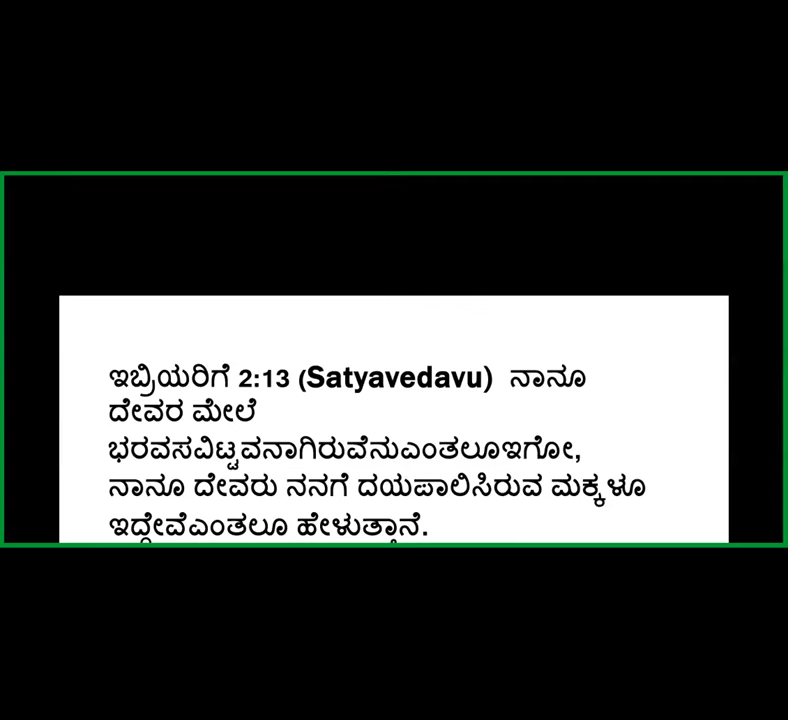 ಇಬ್ರಿಯರಿಗೆ 2:13 (Satyavedavu) ನಾನೂ
ದೇವರ ಮೇಲೆ
ಭರವಸವಿಟ್ಟವನಾಗಿರುವೆನುಎಂತಲೂಇಗೋ,
ನಾನೂ ದೇವರು ನನಗೆ ದಯಪಾಲಿಸಿರುವ ಮಕ್ಕಳೂ
ಇದ್ದೇವೆಎಂತಲೂ ಹೇಳುತ್ತಾನೆ.